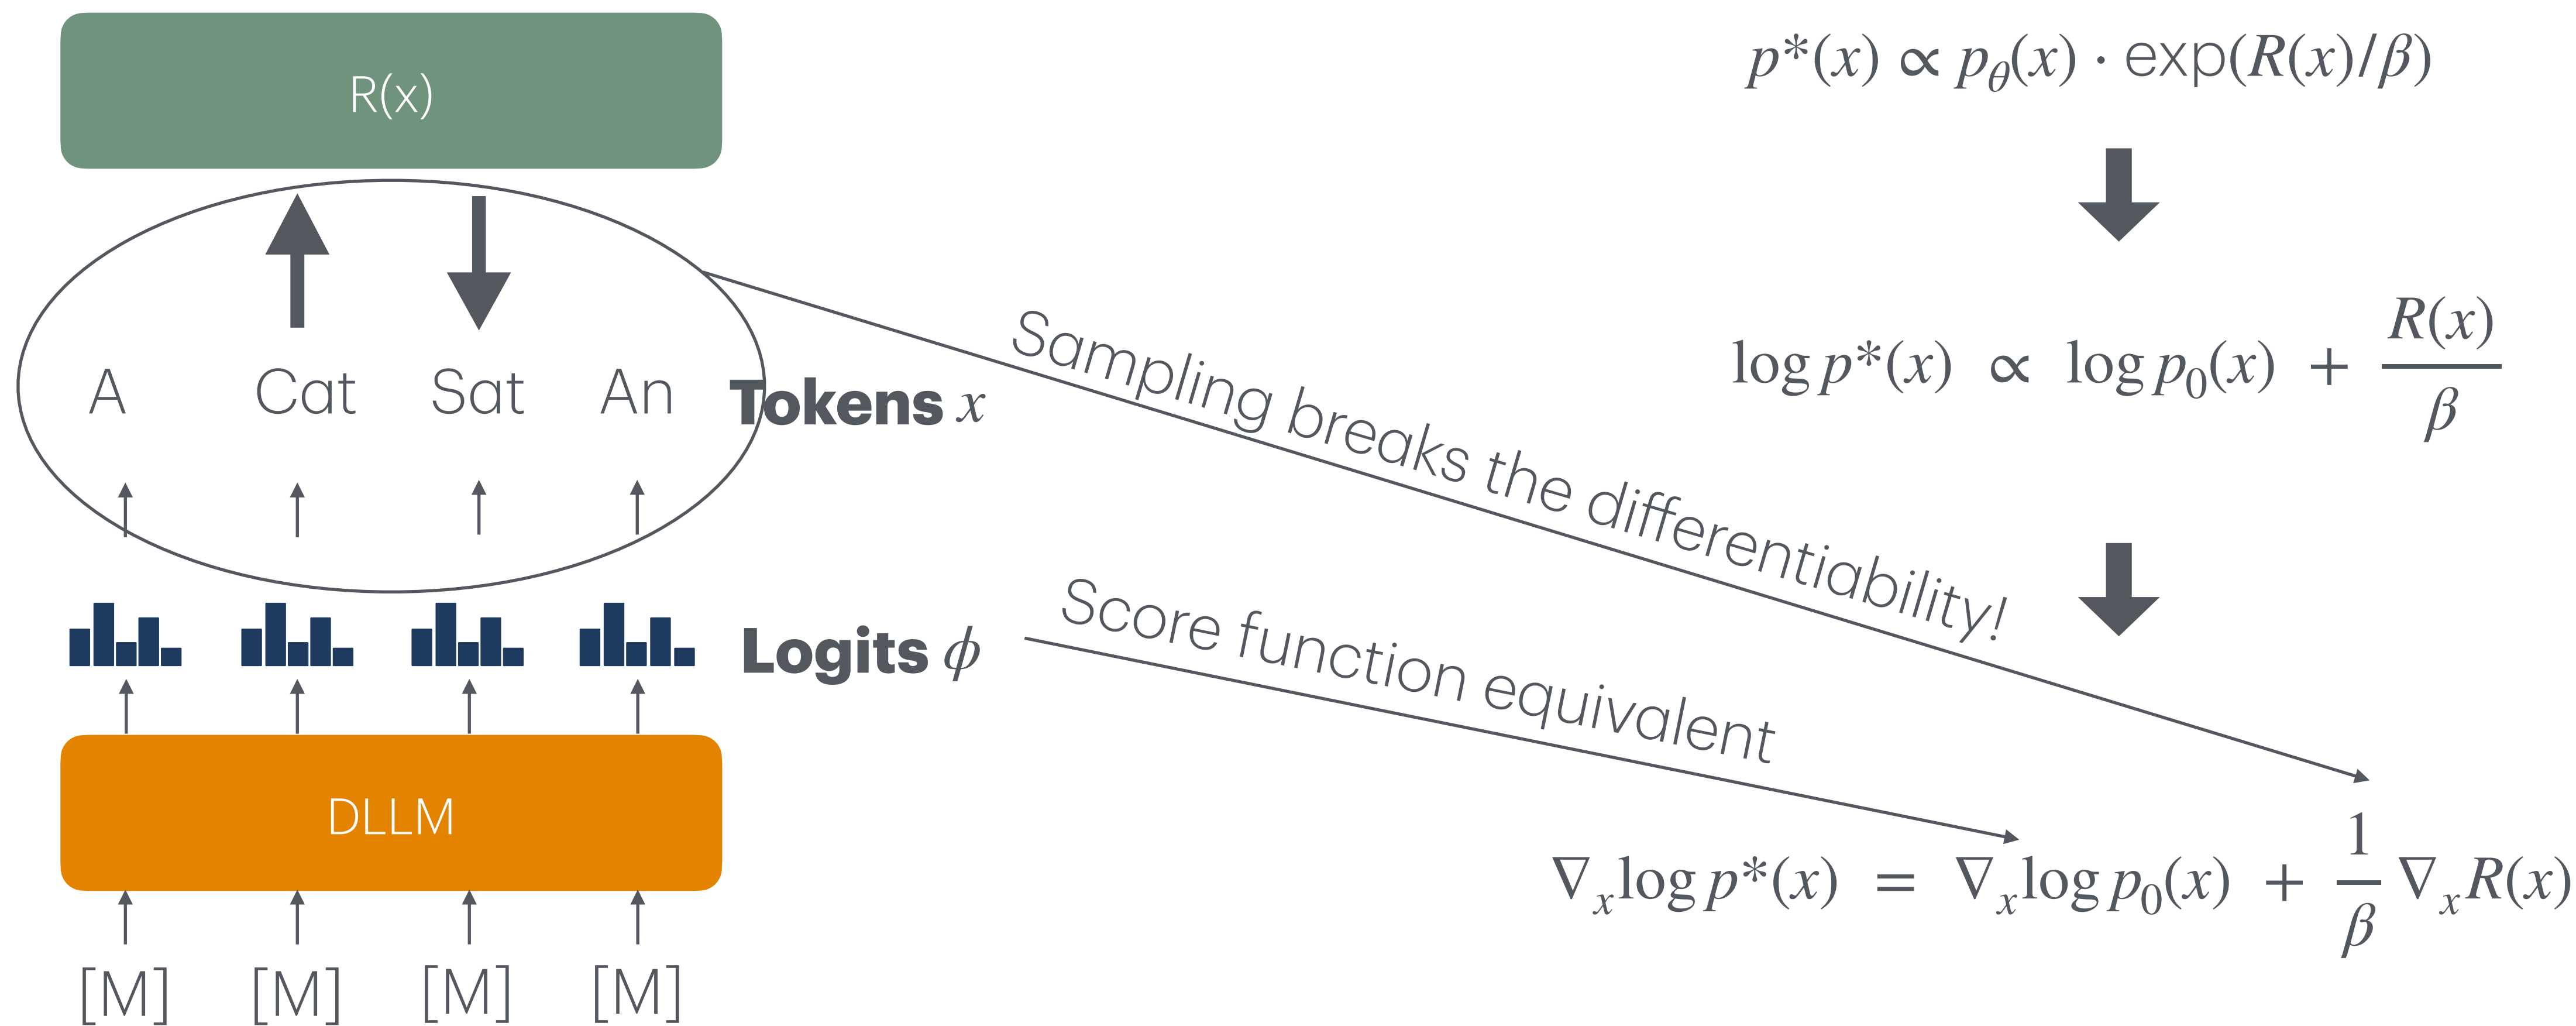 R(x)
A Cat Sat An
Tokens x
Logits ϕ
DLLM
[M] [M] [M] [M]
Sampling breaks the differentiability!
Score function equivalent
p*(x) ∝ p_θ(x) · exp(R(x)/β)
log p*(x) ∝ log p_0(x) + R(x)/β
∇_x log p*(x) = ∇_x log p_0(x) + 1/β ∇_x R(x)